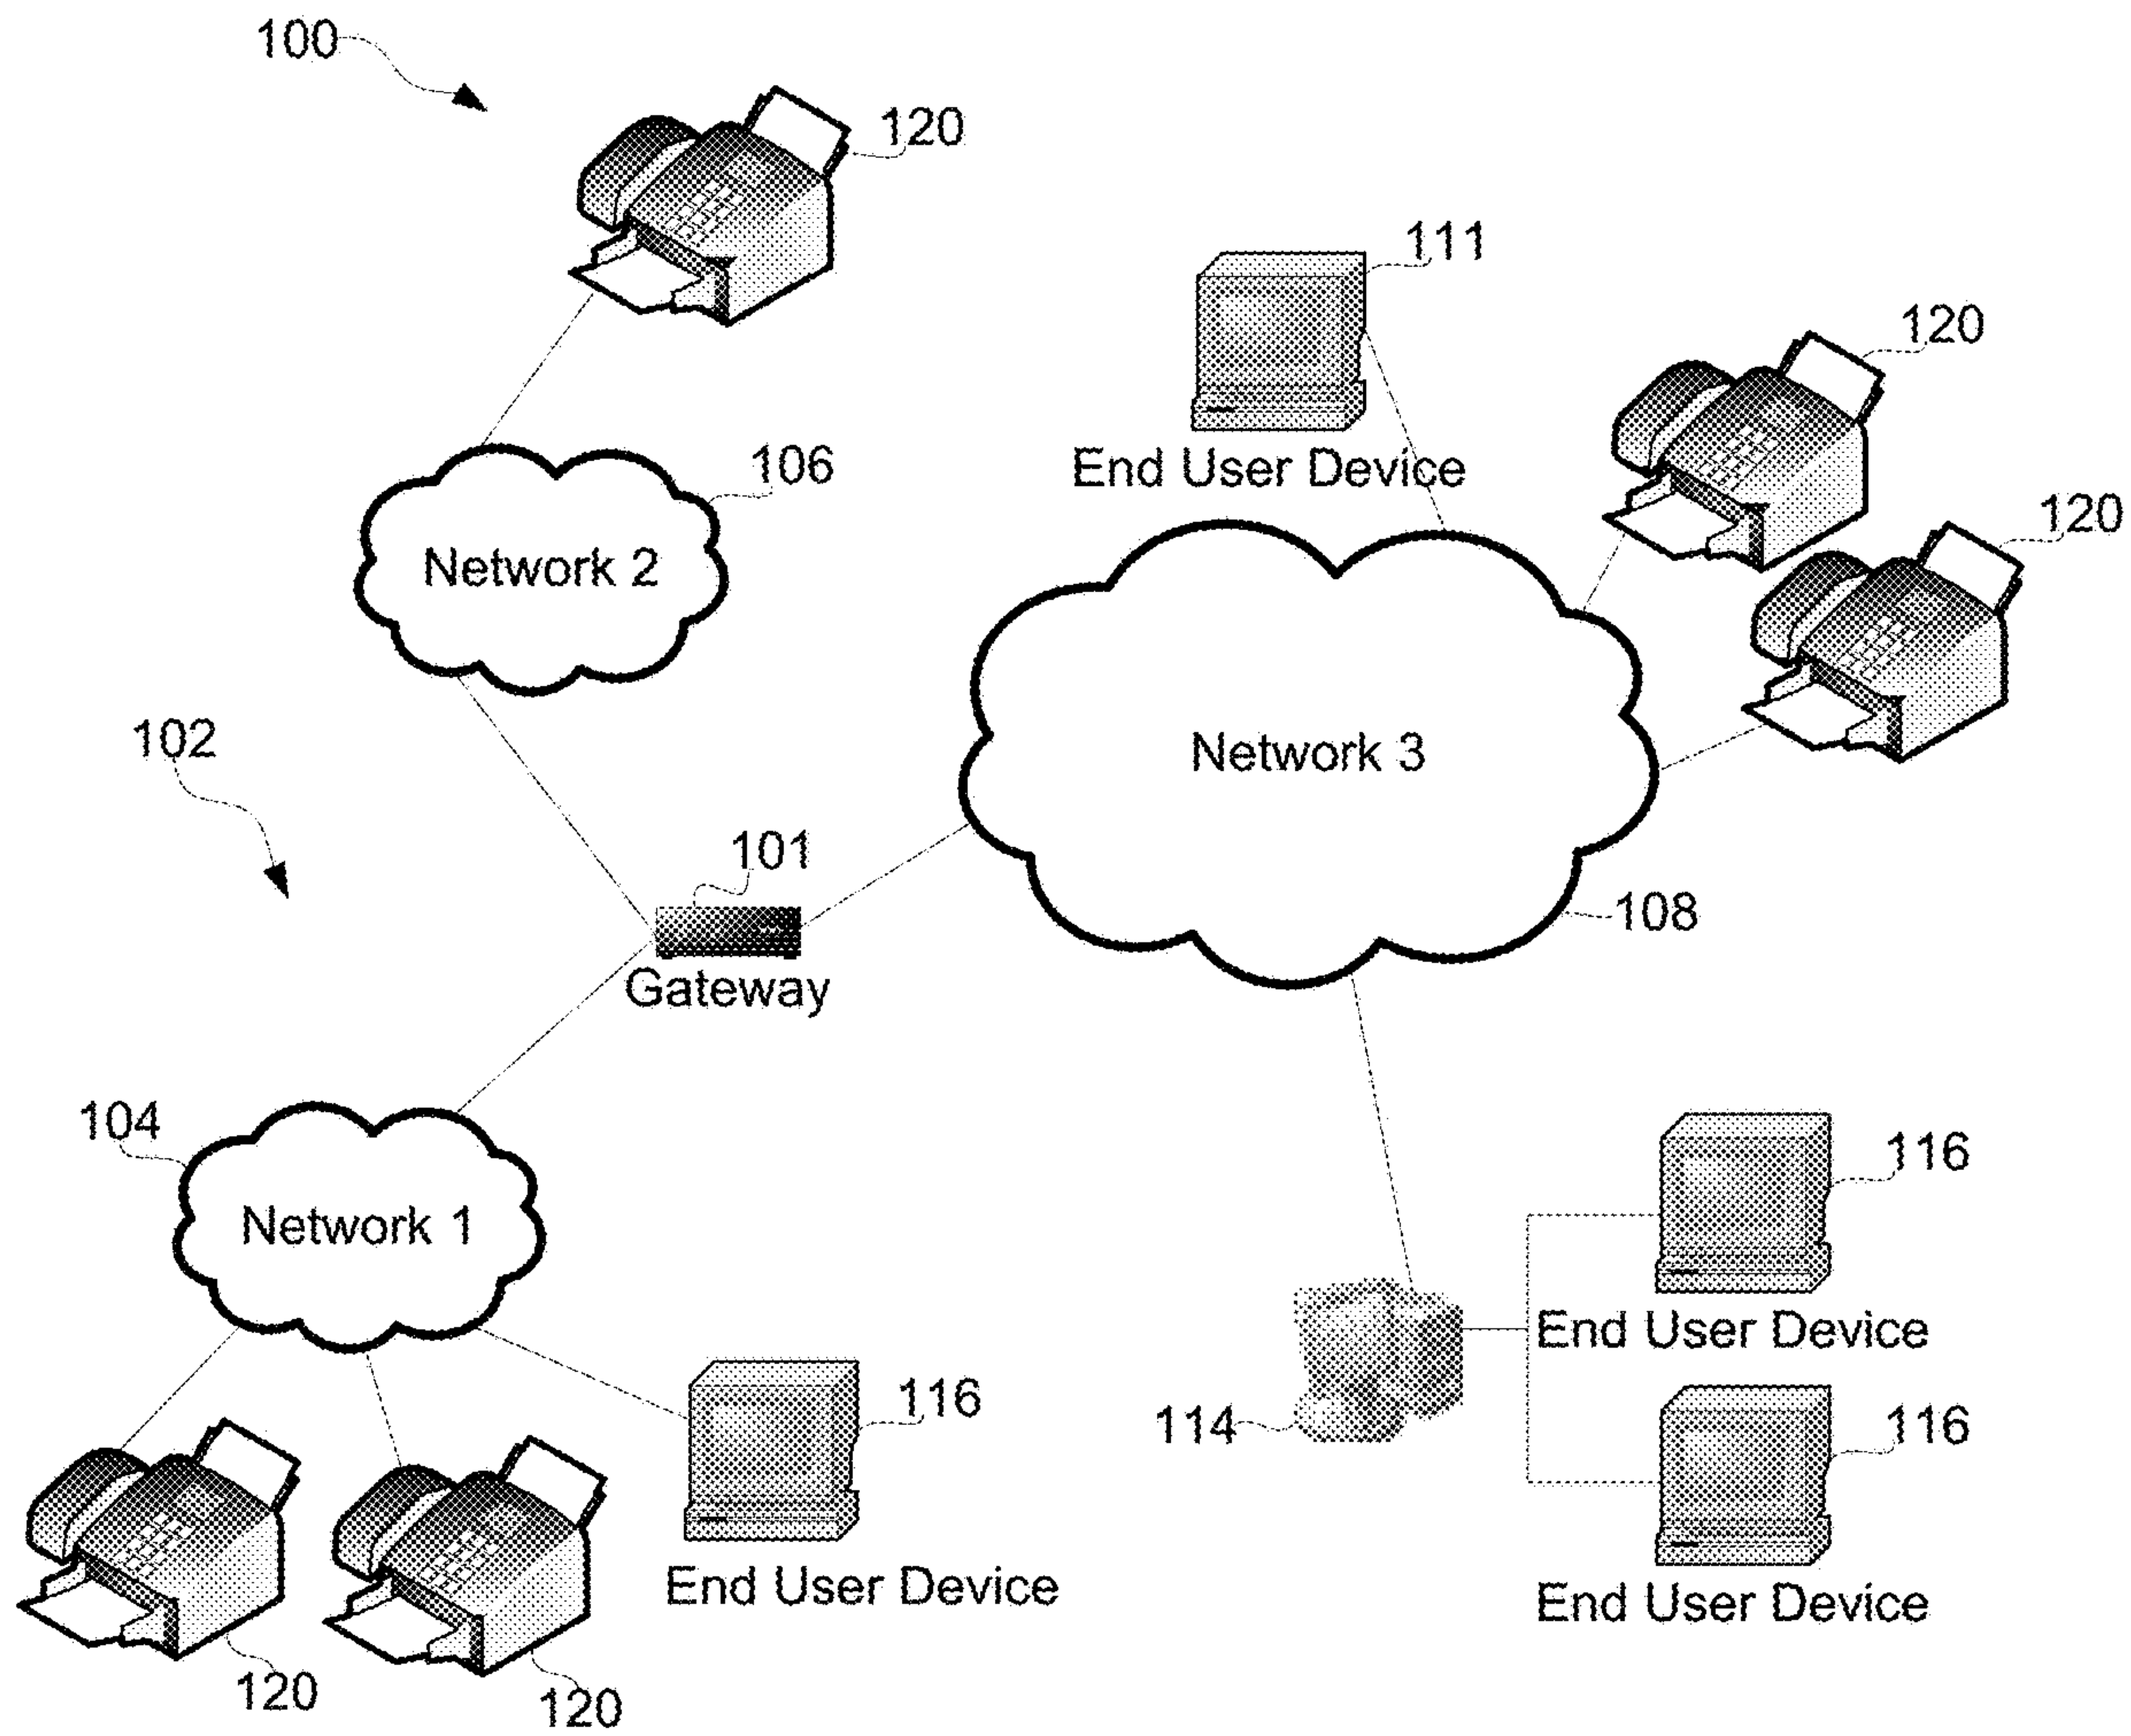 100
120
111
120
106
End User Device
120
Network 2
102
Network 3
101
108
Gateway
104
116
Network 1
End User Device
116
114
116
End User Device
End User Device
120
120